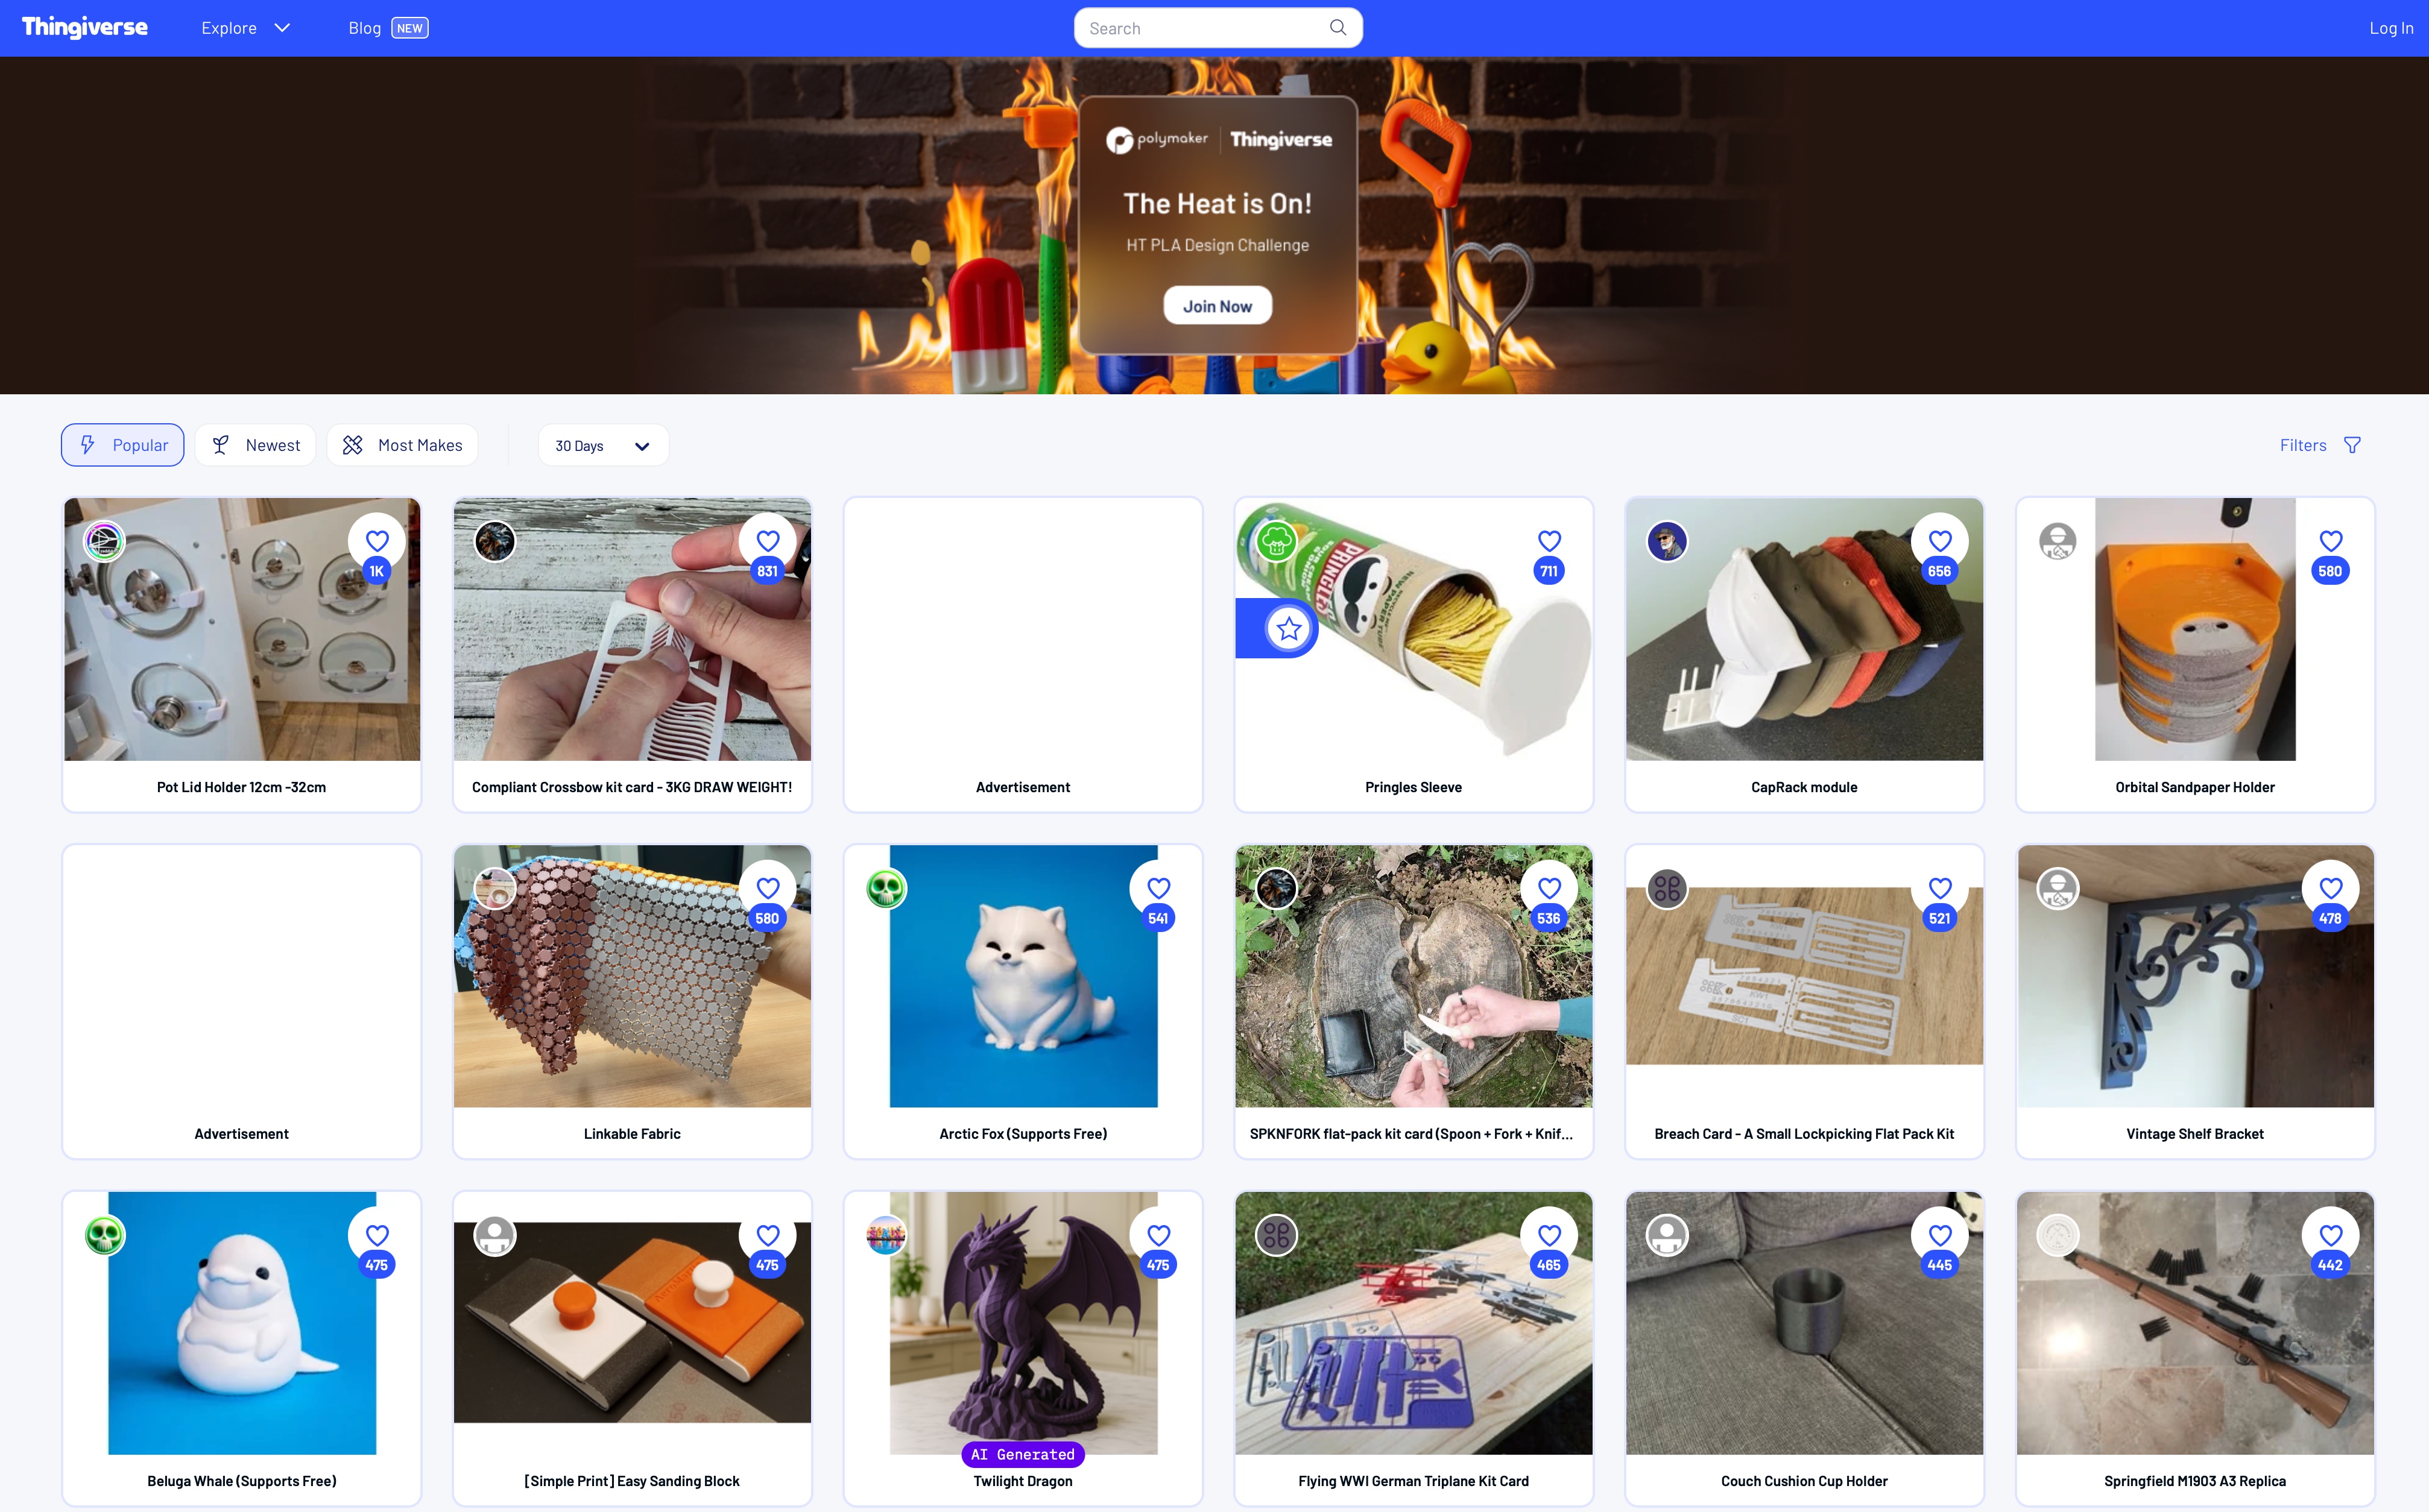 Thingiverse
Explore
Blog NEW
Search
Log In
polymaker | Thingiverse
The Heat is On!
HT PLA Design Challenge
Join Now
Popular
Newest
Most Makes
30 Days
Filters
1K
831
PRINGLES
711
656
580
Pot Lid Holder 12cm -32cm
Compliant Crossbow kit card - 3KG DRAW WEIGHT!
Advertisement
Pringles Sleeve
CapRack module
Orbital Sandpaper Holder
580
541
536
521
478
Advertisement
Linkable Fabric
Arctic Fox (Supports Free)
SPKNFORK flat-pack kit card (Spoon + Fork + Knif...
Breach Card - A Small Lockpicking Flat Pack Kit
Vintage Shelf Bracket
475
475
475
465
445
442
AI Generated
Beluga Whale (Supports Free)
[Simple Print] Easy Sanding Block
Twilight Dragon
Flying WWI German Triplane Kit Card
Couch Cushion Cup Holder
Springfield M1903 A3 Replica